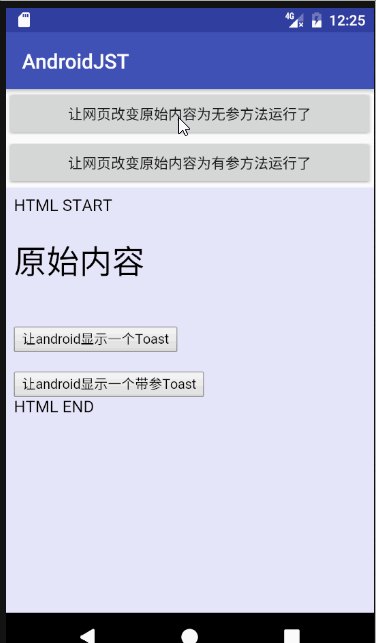 4G 12:25
AndroidJST
让网页改变原始内容为无参方法运行了
让网页改变原始内容为有参方法运行了
HTML START
原始内容
让android显示一个Toast
让android显示一个带参Toast
HTML END